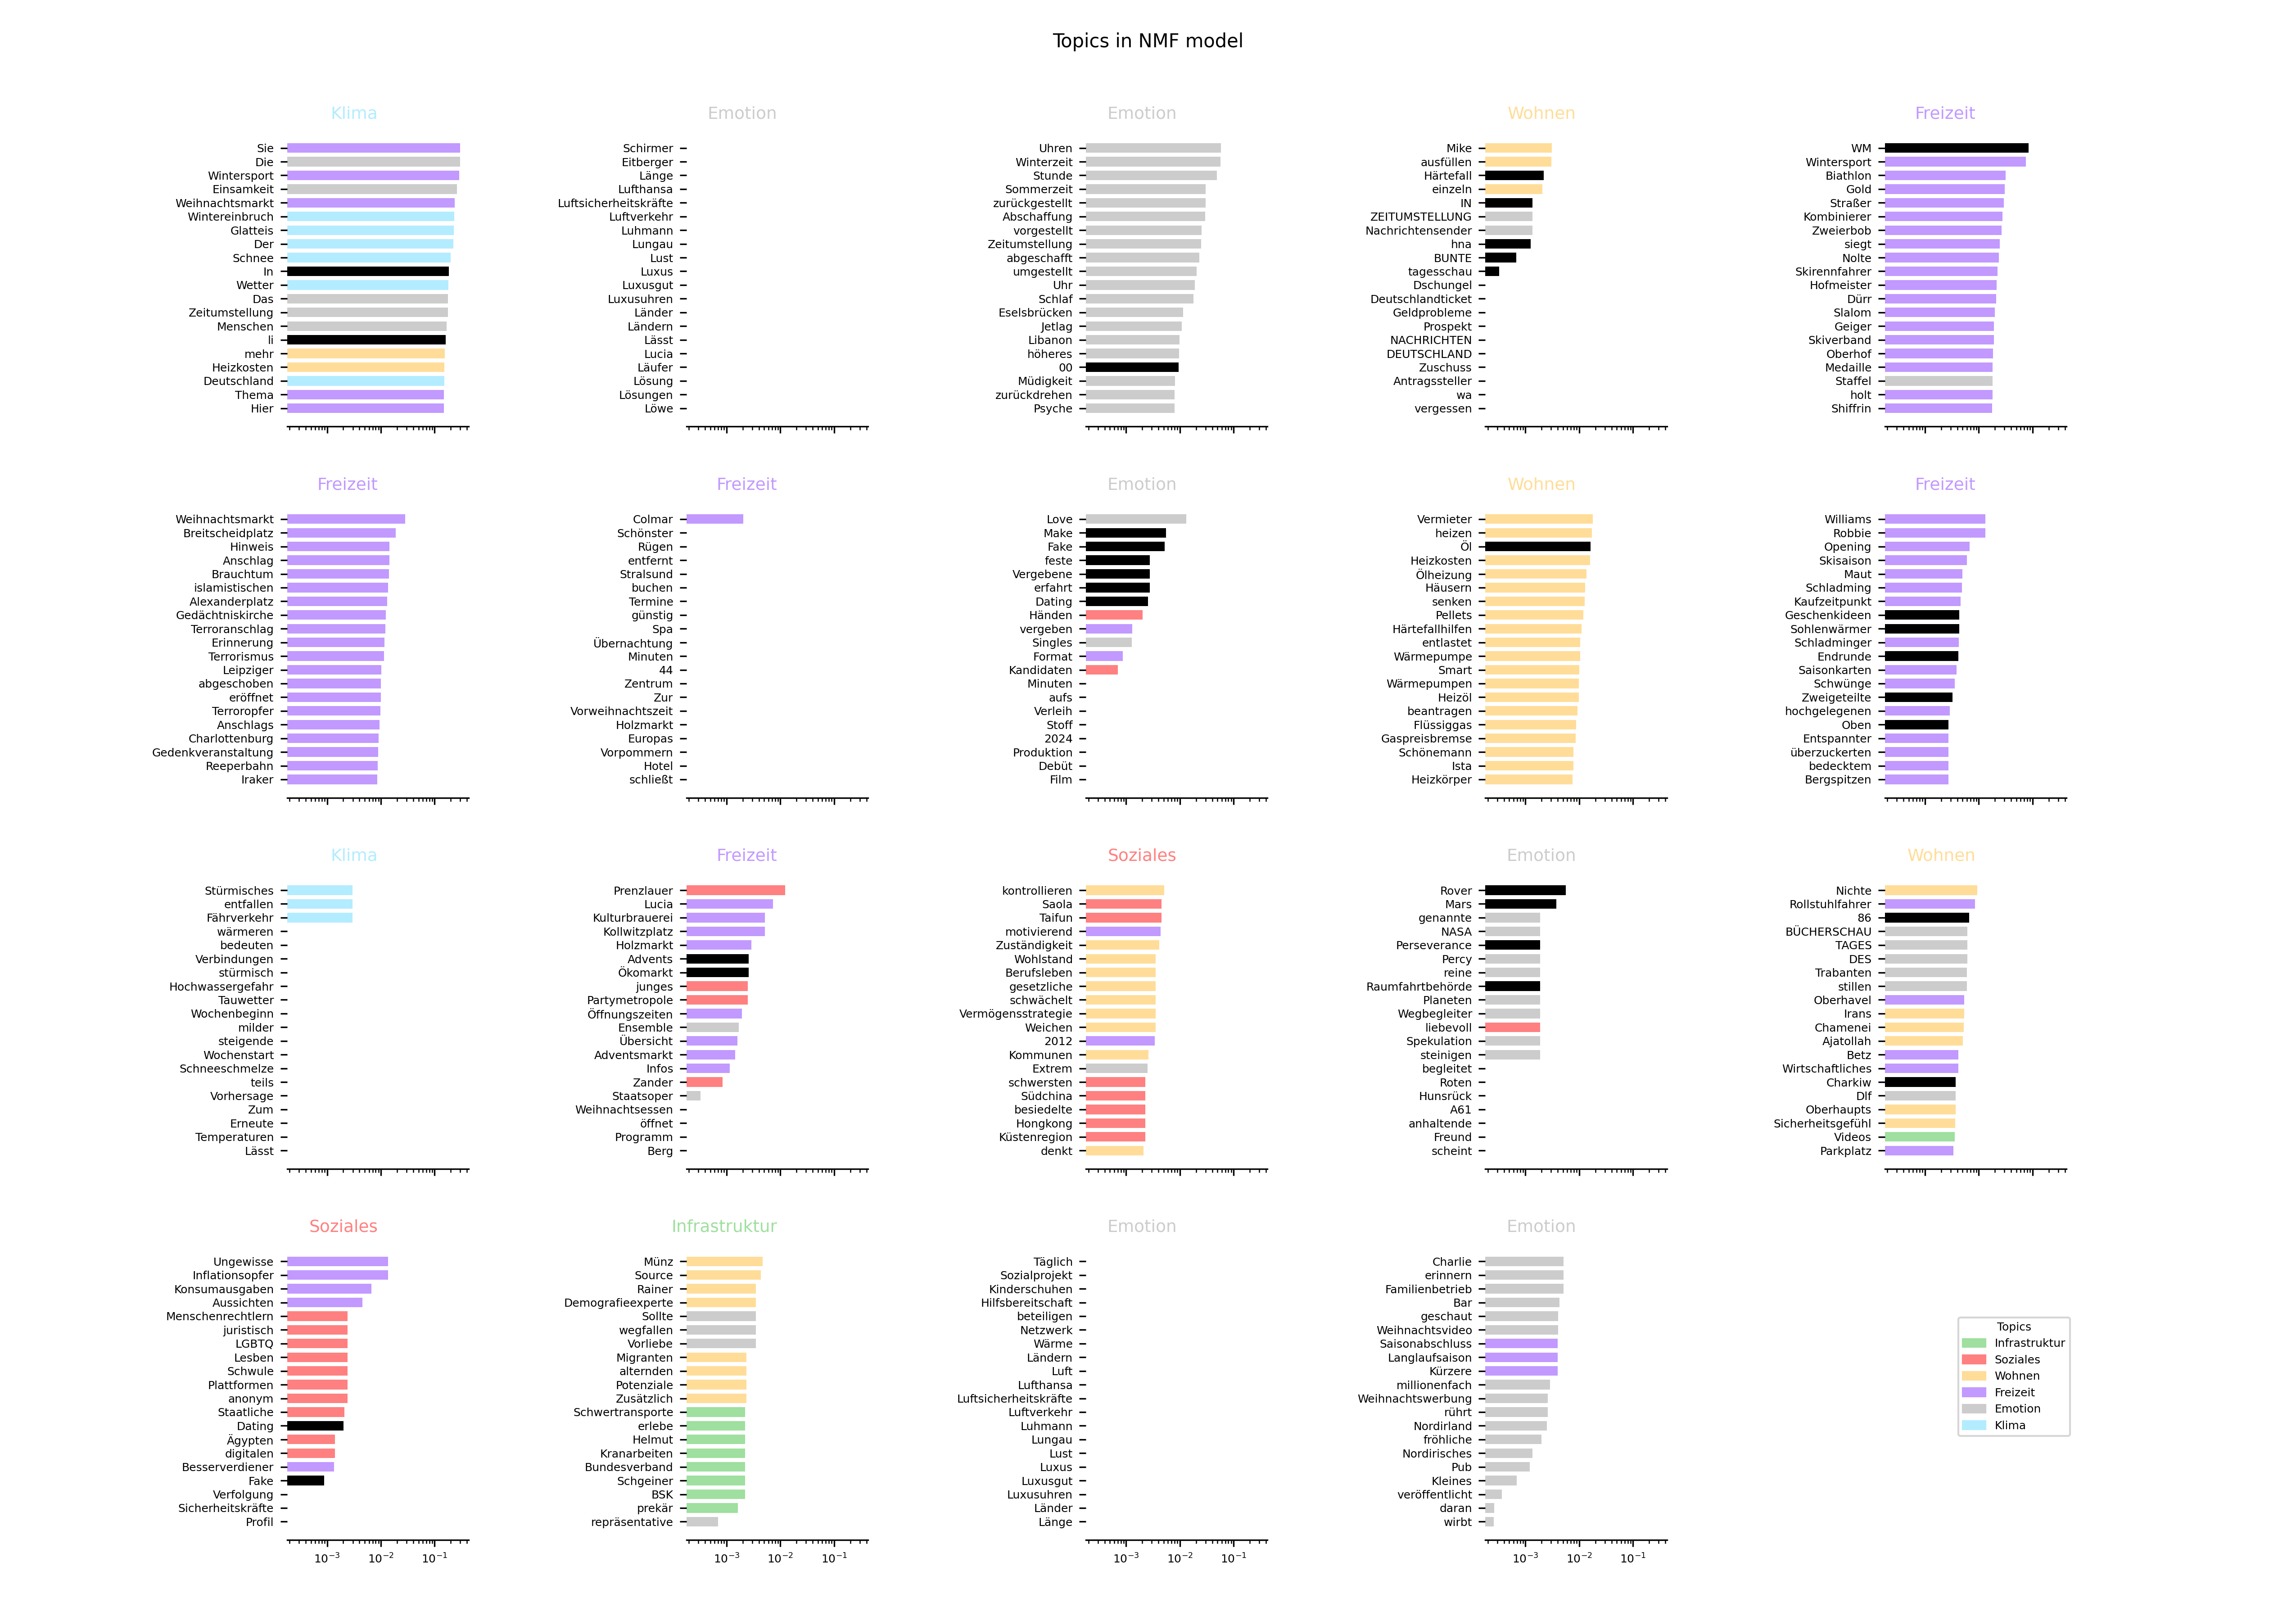 Topics in NMF model
Klima
Sie
Die
Wintersport
Einsamkeit
Weihnachtsmarkt
Wintereinbruch
Glatteis
Der
Schnee
In
Wetter
Das
Zeitumstellung
Menschen
li
mehr
Heizkosten
Deutschland
Thema
Hier
Emotion
Schirmer
Eitberger
Länge
Lufthansa
Luftsicherheitskräfte
Luftverkehr
Luhmann
Lungau
Lust
Luxus
Luxusgut
Luxusuhren
Länder
Ländern
Lässt
Lucia
Läufer
Lösung
Lösungen
Löwe
Emotion
Uhren
Winterzeit
Stunde
Sommerzeit
zurückgestellt
Abschaffung
vorgestellt
Zeitumstellung
abgeschafft
umgestellt
Uhr
Schlaf
Eselsbrücken
Jetlag
Libanon
höheres
00
Müdigkeit
zurückdrehen
Psyche
Wohnen
Mike
ausfüllen
Härtefall
einzeln
IN
ZEITUMSTELLUNG
Nachrichtensender
hna
BUNTE
tagesschau
Dschungel
Deutschlandticket
Geldprobleme
Prospekt
NACHRICHTEN
DEUTSCHLAND
Zuschuss
Antragssteller
wa
vergessen
Freizeit
WM
Wintersport
Biathlon
Gold
Straßer
Kombinierer
Zweierbob
siegt
Nolte
Skirennfahrer
Hofmeister
Dürr
Slalom
Geiger
Skiverband
Oberhof
Medaille
Staffel
holt
Shiffrin
Freizeit
Weihnachtsmarkt
Breitscheidplatz
Hinweis
Anschlag
Brauchtum
islamistischen
Alexanderplatz
Gedächtniskirche
Terroranschlag
Erinnerung
Terrorismus
Leipziger
abgeschoben
eröffnet
Terroropfer
Anschlags
Charlottenburg
Gedenkveranstaltung
Reeperbahn
Iraker
Freizeit
Colmar
Schönster
Rügen
entfernt
Stralsund
buchen
Termine
günstig
Spa
Übernachtung
Minuten
44
Zentrum
Zur
Vorweihnachtszeit
Holzmarkt
Europas
Vorpommern
Hotel
schließt
Emotion
Love
Make
Fake
feste
Vergebene
erfahrt
Dating
Händen
vergeben
Singles
Format
Kandidaten
Minuten
aufs
Verleih
Stoff
2024
Produktion
Debüt
Film
Wohnen
Vermieter
heizen
Öl
Heizkosten
Ölheizung
Häusern
senken
Pellets
Härtefallhilfen
entlastet
Wärmepumpe
Smart
Wärmepumpen
Heizöl
beantragen
Flüssiggas
Gaspreisbremse
Schönemann
Ista
Heizkörper
Freizeit
Williams
Robbie
Opening
Skisaison
Maut
Schladming
Kaufzeitpunkt
Geschenkideen
Sohlenwärmer
Schladminger
Endrunde
Saisonkarten
Schwünge
Zweigeteilte
hochgelegenen
Oben
Entspannter
überzuckerten
bedecktem
Bergspitzen
Klima
Stürmisches
entfallen
Fährverkehr
wärmeren
bedeuten
Verbindungen
stürmisch
Hochwassergefahr
Tauwetter
Wochenbeginn
milder
steigende
Wochenstart
Schneeschmelze
teils
Vorhersage
Zum
Erneute
Temperaturen
Lässt
Freizeit
Prenzlauer
Lucia
Kulturbrauerei
Kollwitzplatz
Holzmarkt
Advents
Ökomarkt
junges
Partymetropole
Öffnungszeiten
Ensemble
Übersicht
Adventsmarkt
Infos
Zander
Staatsoper
Weihnachtsessen
öffnet
Programm
Berg
Soziales
kontrollieren
Saola
Taifun
motivierend
Zuständigkeit
Wohlstand
Berufsleben
gesetzliche
schwächelt
Vermögensstrategie
Weichen
2012
Kommunen
Extrem
schwersten
Südchina
besiedelte
Hongkong
Küstenregion
denkt
Emotion
Rover
Mars
genannte
NASA
Perseverance
Percy
reine
Raumfahrtbehörde
Planeten
Wegbegleiter
liebevoll
Spekulation
steinigen
begleitet
Roten
Hunsrück
A61
anhaltende
Freund
scheint
Wohnen
Nichte
Rollstuhlfahrer
86
BÜCHERSCHAU
TAGES
DES
Trabanten
stillen
Oberhavel
Irans
Chamenei
Ajatollah
Betz
Wirtschaftliches
Charkiw
Dlf
Oberhaupts
Sicherheitsgefühl
Videos
Parkplatz
Soziales
Ungewisse
Inflationsopfer
Konsumausgaben
Aussichten
Menschenrechtlern
juristisch
LGBTQ
Lesben
Schwule
Plattformen
anonym
Staatliche
Dating
Ägypten
digitalen
Besserverdiener
Fake
Verfolgung
Sicherheitskräfte
Profil
10⁻³ 10⁻² 10⁻¹
Infrastruktur
Münz
Source
Rainer
Demografieexperte
Sollte
wegfallen
Vorliebe
Migranten
alternden
Potenziale
Zusätzlich
Schwertransporte
erlebe
Helmut
Kranarbeiten
Bundesverband
Schgeiner
BSK
prekär
repräsentative
10⁻³ 10⁻² 10⁻¹
Emotion
Täglich
Sozialprojekt
Kinderschuhen
Hilfsbereitschaft
beteiligen
Netzwerk
Wärme
Ländern
Luft
Lufthansa
Luftsicherheitskräfte
Luftverkehr
Luhmann
Lungau
Lust
Luxus
Luxusgut
Luxusuhren
Länder
Länge
10⁻³ 10⁻² 10⁻¹
Emotion
Charlie
erinnern
Familienbetrieb
Bar
geschaut
Weihnachtsvideo
Saisonabschluss
Langlaufsaison
Kürzere
millionenfach
Weihnachtswerbung
rührt
Nordirland
fröhliche
Nordirisches
Pub
Kleines
veröffentlicht
daran
wirbt
10⁻³ 10⁻² 10⁻¹
Topics
Infrastruktur
Soziales
Wohnen
Freizeit
Emotion
Klima